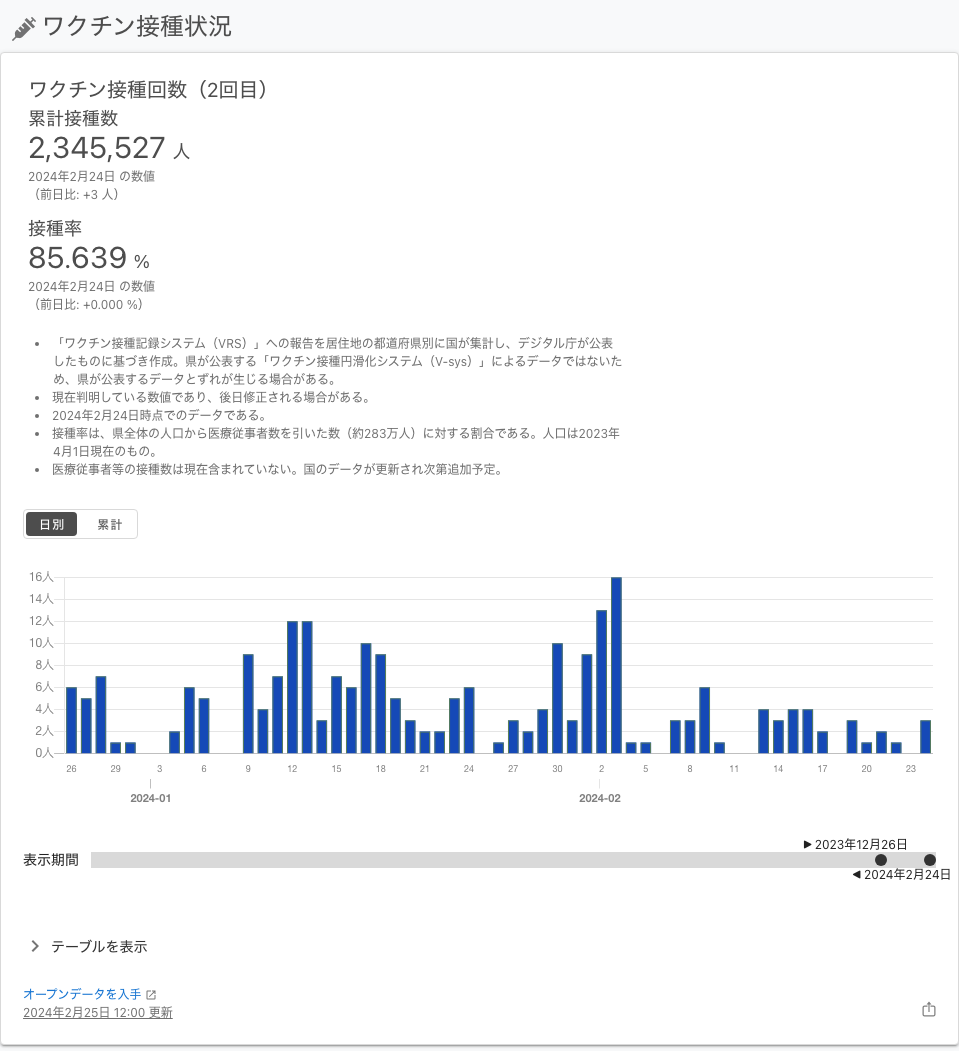 ワクチン接種状況
ワクチン接種回数（2回目）
累計接種数
2,345,527 人
2024年2月24日 の数値
（前日比: +3 人）
接種率
85.639 %
2024年2月24日 の数値
（前日比: +0.000 %）
• 「ワクチン接種記録システム（VRS）」への報告を居住地の都道府県別に国が集計し、デジタル庁が公表
したものに基づき作成。県が公表する「ワクチン接種円滑化システム（V-sys）」によるデータではないた
め、県が公表するデータとずれが生じる場合がある。
• 現在判明している数値であり、後日修正される場合がある。
• 2024年2月24日時点でのデータである。
• 接種率は、県全体の人口から医療従事者数を引いた数（約283万人）に対する割合である。人口は2023年
4月1日現在のもの。
• 医療従事者等の接種数は現在含まれていない。国のデータが更新され次第追加予定。
日別 累計
16人
14人
12人
10人
8人
6人
4人
2人
0人
26 29 3 6 9 12 15 18 21 24 27 30 2 5 8 11 14 17 20 23
2024-01 2024-02
▶ 2023年12月26日
表示期間
◀ 2024年2月24日
テーブルを表示
オープンデータを入手
2024年2月25日 12:00 更新